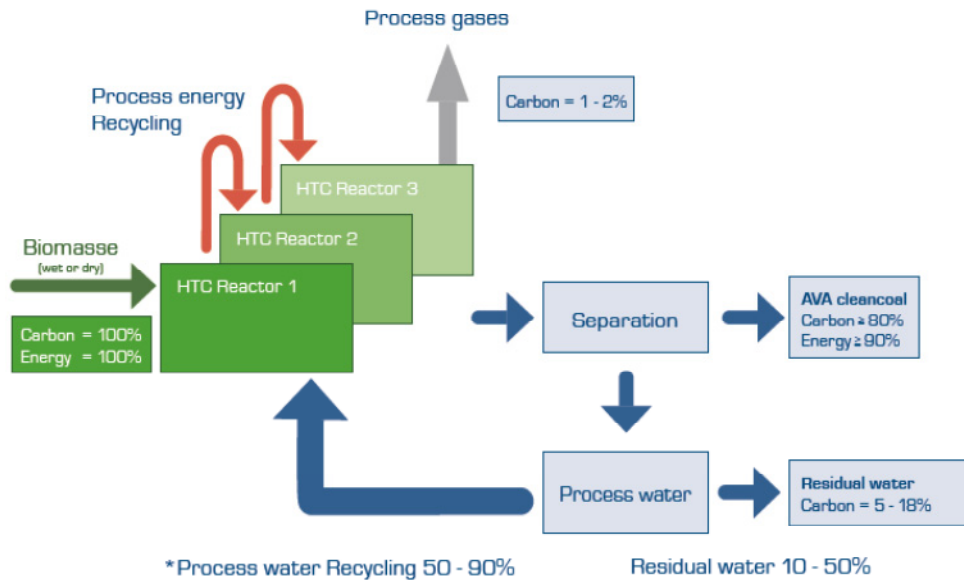 Process gases
Carbon = 1 - 2%
Process energy
Recycling
HTC Reactor 3
HTC Reactor 2
HTC Reactor 1
Biomasse
(wet or dry)
Carbon = 100%
Energy = 100%
Separation
AVA cleancoal
Carbon ≧ 80%
Energy ≧ 90%
Process water
Residual water
Carbon = 5 - 18%
*Process water Recycling 50 - 90%
Residual water 10 - 50%